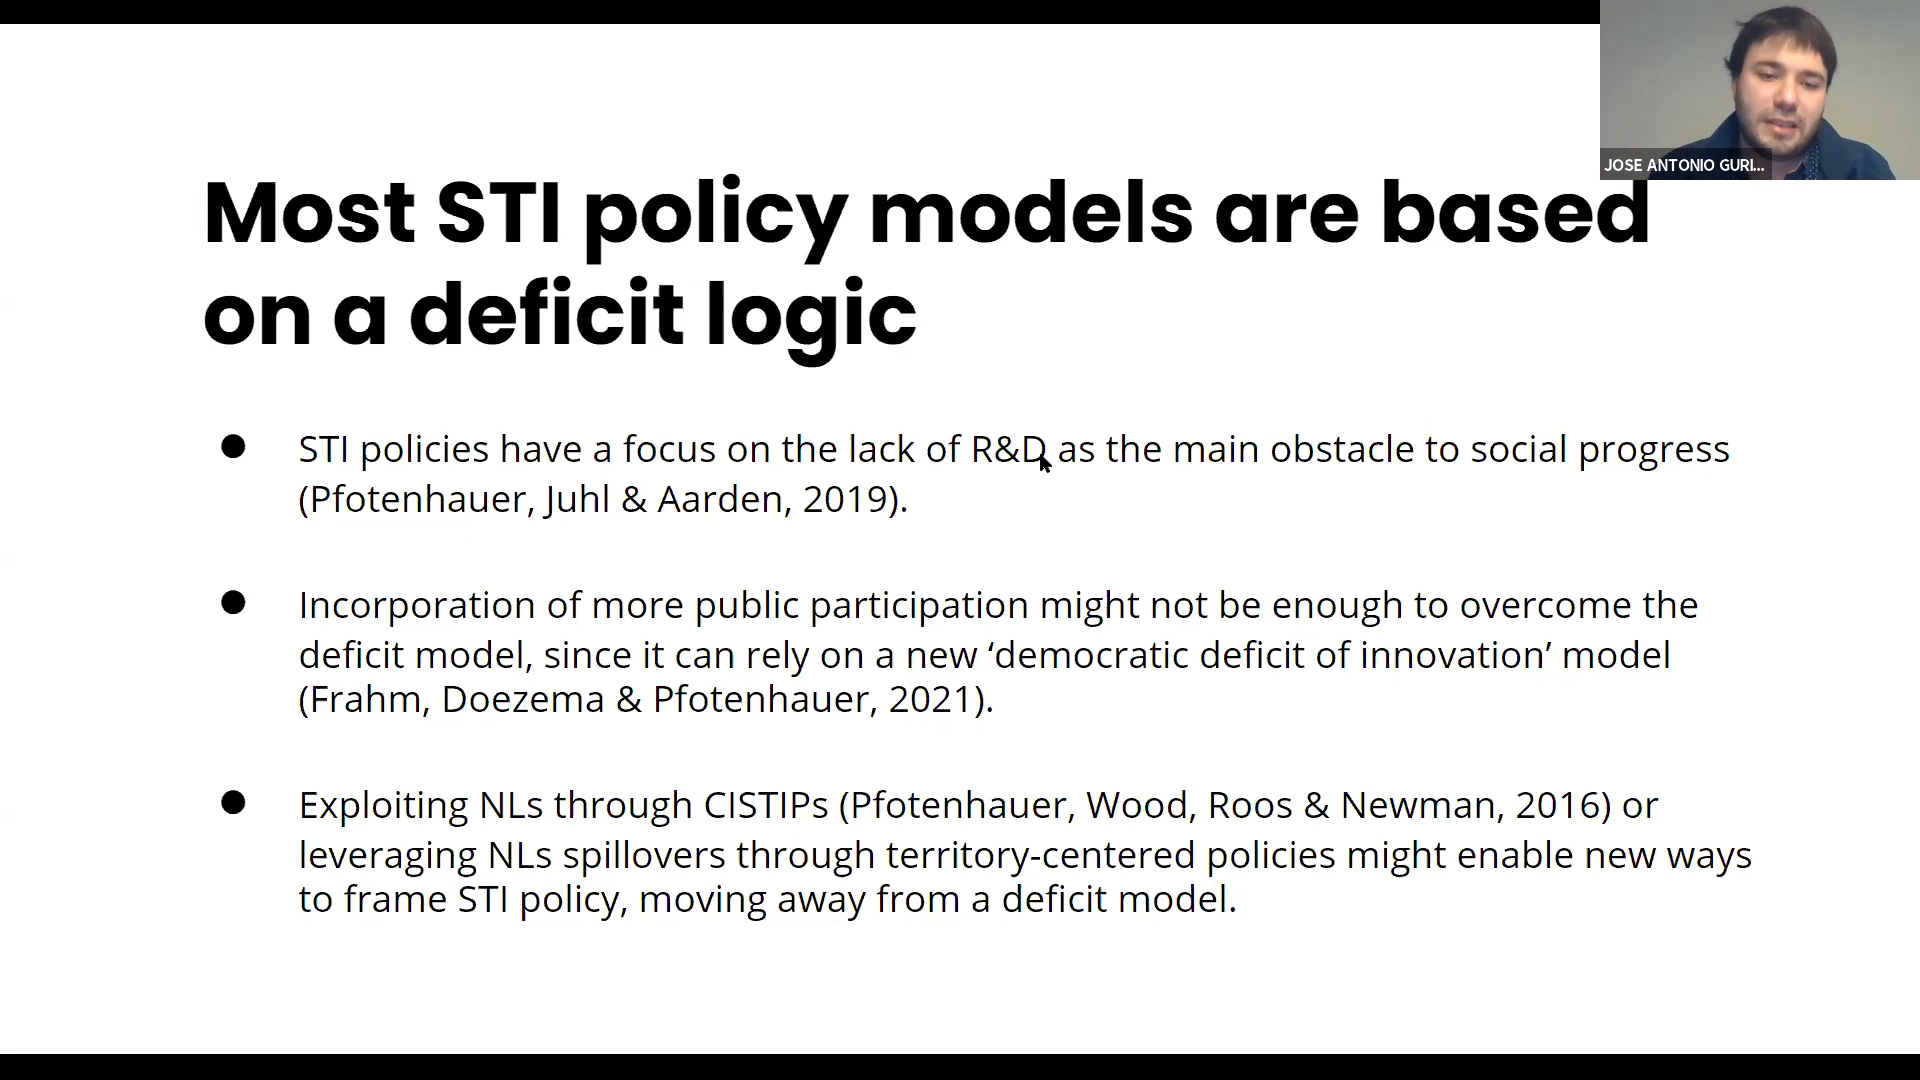 JOSE ANTONIO GURI...
Most STI policy models are based
on a deficit logic
● STI policies have a focus on the lack of R&D as the main obstacle to social progress
(Pfotenhauer, Juhl & Aarden, 2019).
● Incorporation of more public participation might not be enough to overcome the
deficit model, since it can rely on a new ‘democratic deficit of innovation’ model
(Frahm, Doezema & Pfotenhauer, 2021).
● Exploiting NLs through CISTIPs (Pfotenhauer, Wood, Roos & Newman, 2016) or
leveraging NLs spillovers through territory-centered policies might enable new ways
to frame STI policy, moving away from a deficit model.